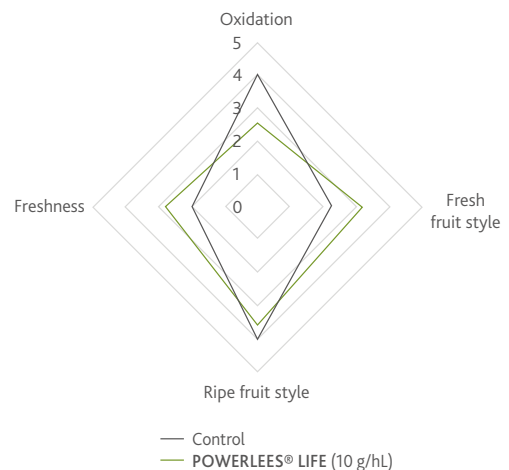 Oxidation
5
4
3
2
1
0
Freshness
Fresh
fruit style
Ripe fruit style
Control
POWERLEES® LIFE (10 g/hL)